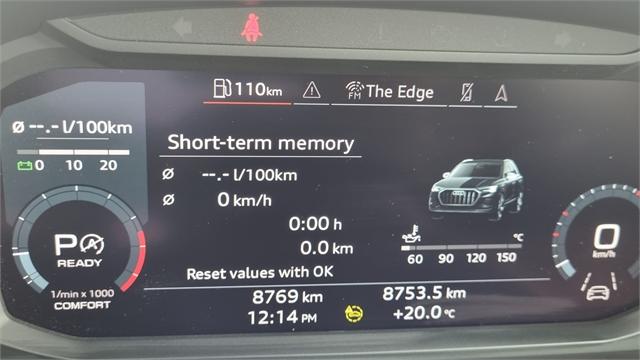 110km FM The Edge
Ø --.- l/100km
0 10 20
Short-term memory
Ø --.- l/100km
Ø 0 km/h
0:00 h
0.0 km
Reset values with OK
P A
READY
1/min x 1000
COMFORT
60 90 120 150 °C
0
km/h
8769 km 8753.5 km
12:14 PM +20.0 °C